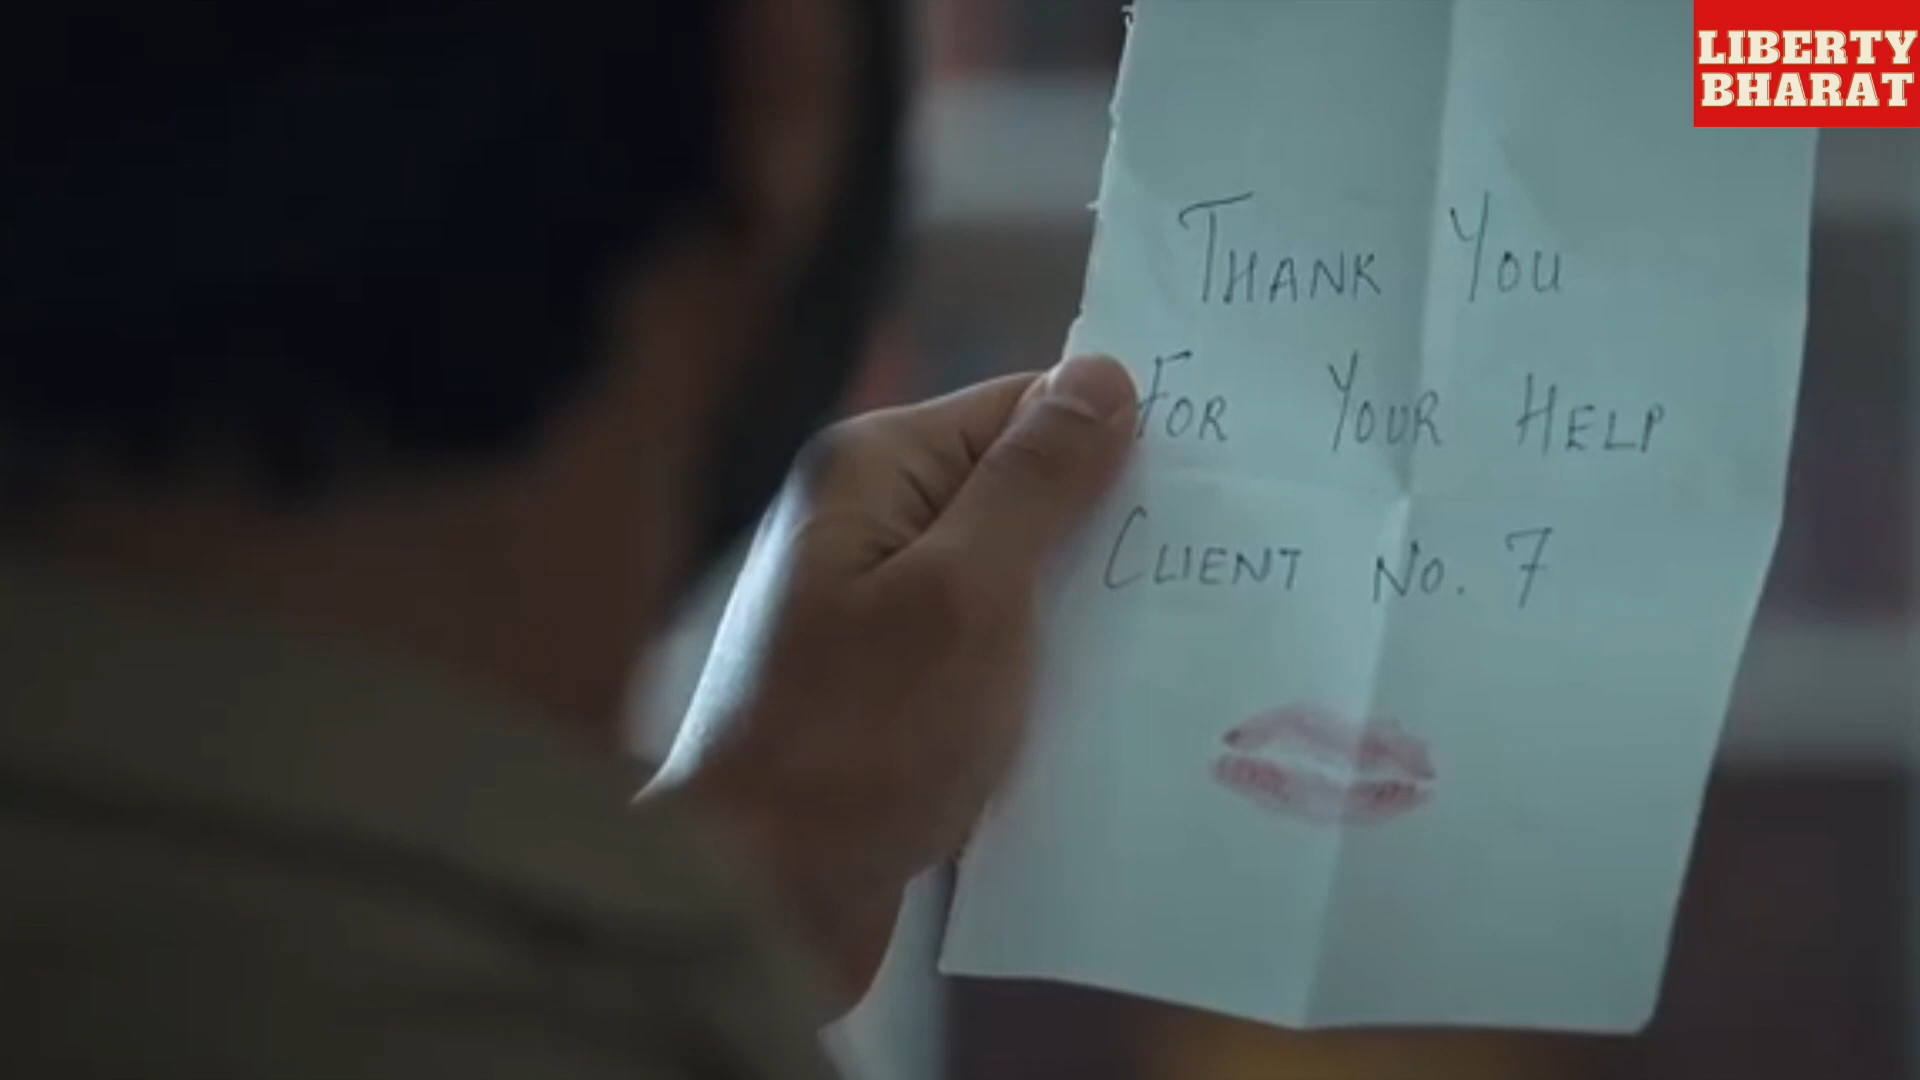 LIBERTY
BHARAT
THANK YOU
FOR YOUR HELP
CLIENT NO. 7